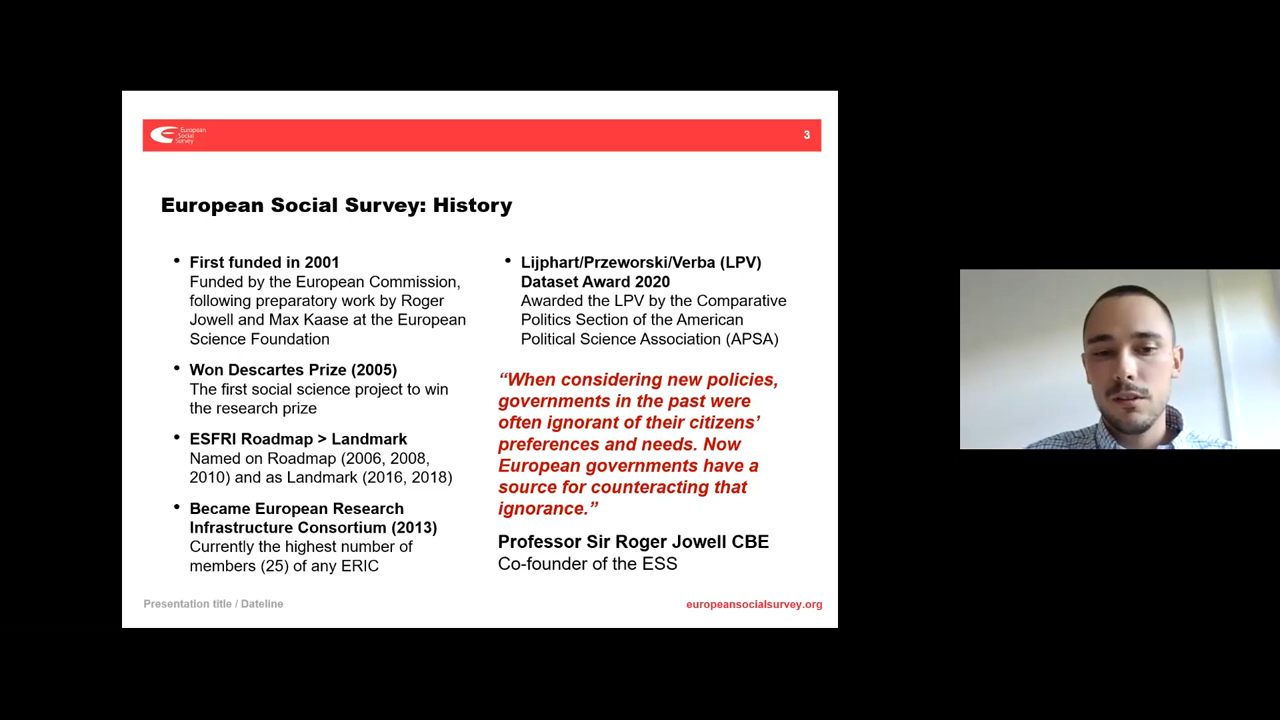 European
Social
Survey
3
European Social Survey: History
• First funded in 2001
Funded by the European Commission,
following preparatory work by Roger
Jowell and Max Kaase at the European
Science Foundation
• Won Descartes Prize (2005)
The first social science project to win
the research prize
• ESFRI Roadmap > Landmark
Named on Roadmap (2006, 2008,
2010) and as Landmark (2016, 2018)
• Became European Research
Infrastructure Consortium (2013)
Currently the highest number of
members (25) of any ERIC
• Lijphart/Przeworski/Verba (LPV)
Dataset Award 2020
Awarded the LPV by the Comparative
Politics Section of the American
Political Science Association (APSA)
“When considering new policies,
governments in the past were
often ignorant of their citizens’
preferences and needs. Now
European governments have a
source for counteracting that
ignorance.”
Professor Sir Roger Jowell CBE
Co-founder of the ESS
Presentation title / Dateline
europeansocialsurvey.org